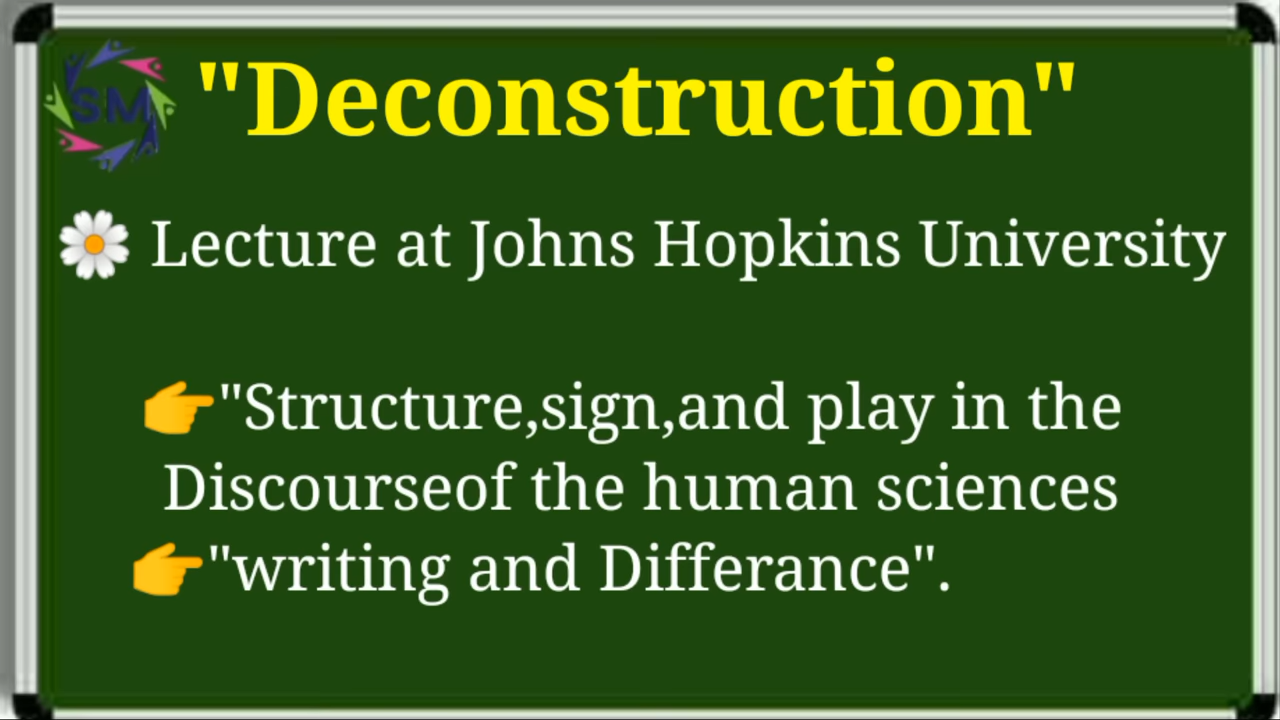 SM
"Deconstruction"
🌼 Lecture at Johns Hopkins University
👉"Structure,sign,and play in the
Discourseof the human sciences
👉"writing and Differance".